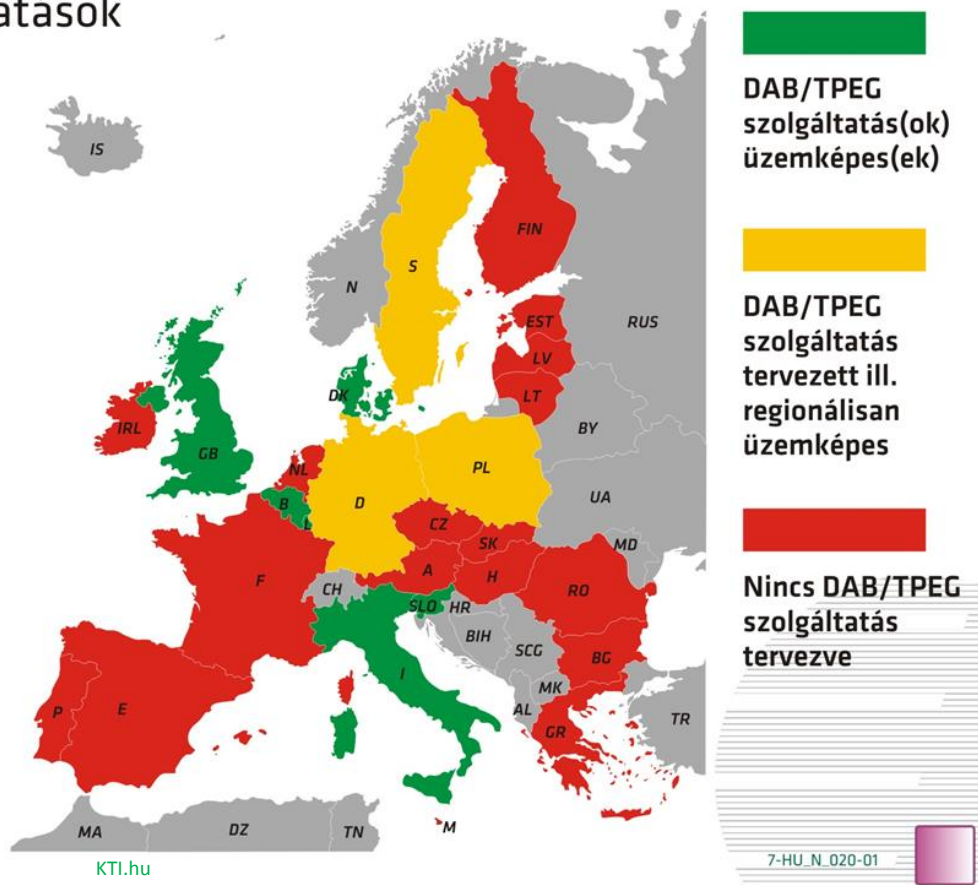 atások
DAB/TPEG
szolgáltatás(ok)
üzemképes(ek)
DAB/TPEG
szolgáltatás
tervezett ill.
regionálisan
üzemképes
Nincs DAB/TPEG
szolgáltatás
tervezve
IS
FIN
S
N
RUS
EST
LV
LT
DK
IRL
GB
BY
NL
B
L
D
PL
UA
CZ
SK
MD
F
CH
A
H
RO
SLO
HR
BIH
SCG
BG
I
MK
AL
P
E
GR
TR
M
MA
DZ
TN
KTI.hu
7-HU_N_020-01